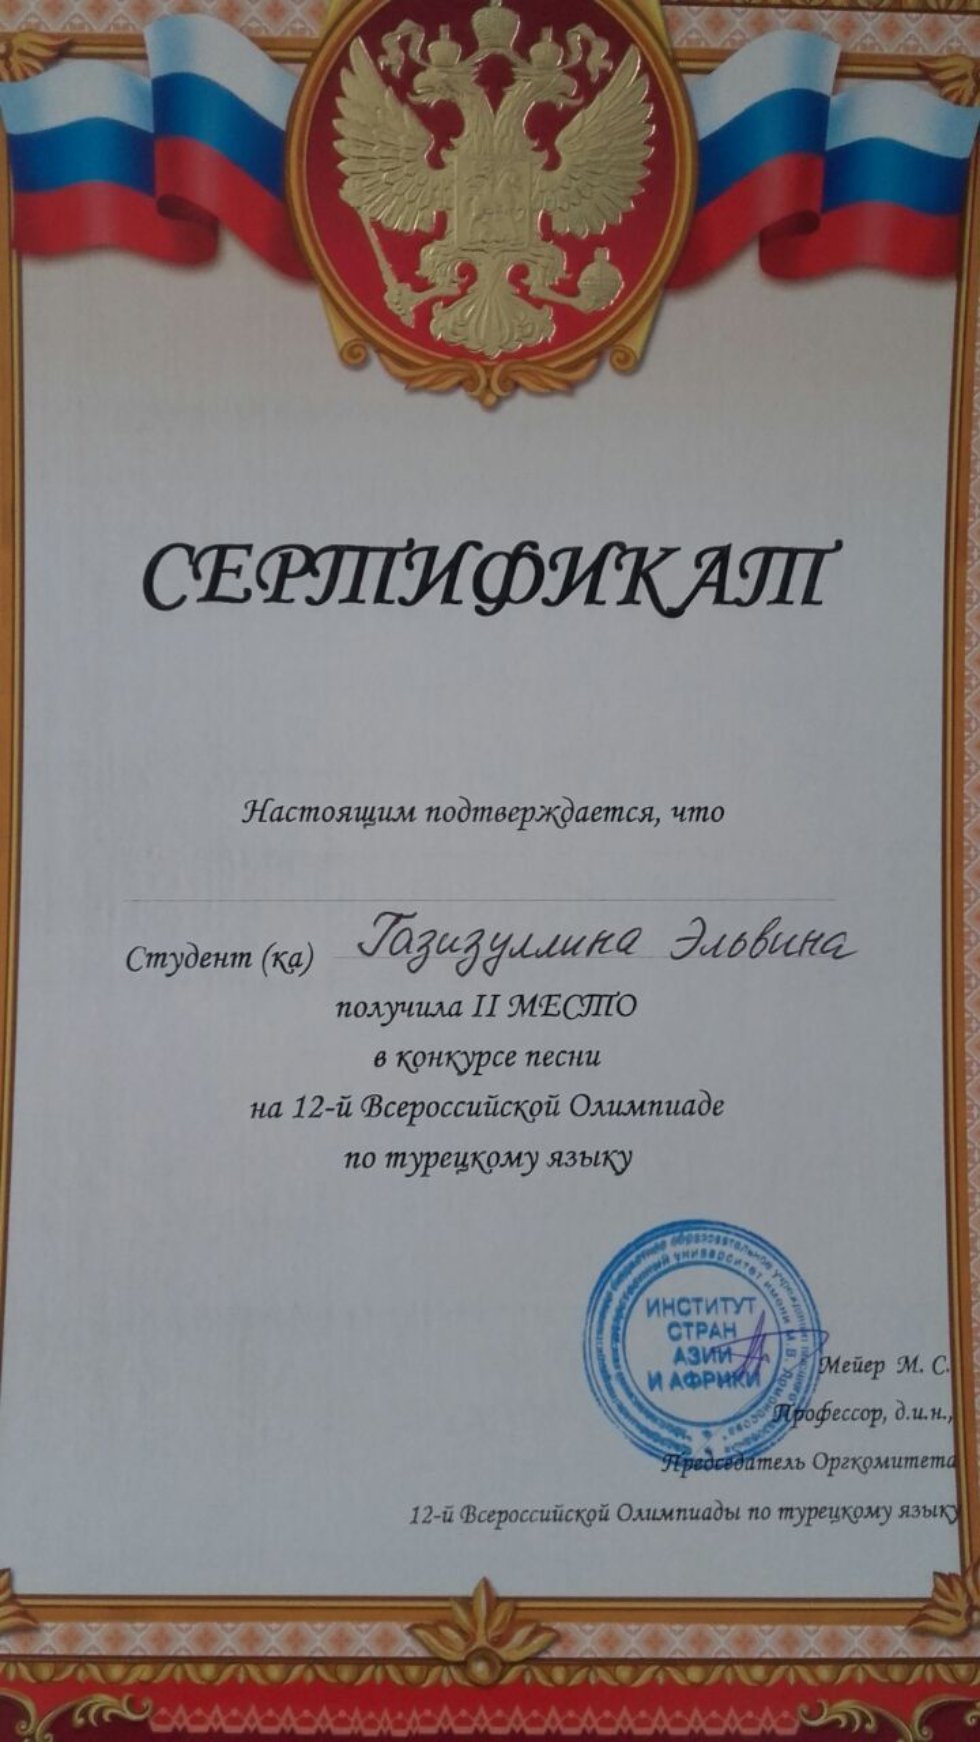 СЕРТИФИКАТ
Настоящим подтверждается, что
Студент (ка) Газизуллина Эльвина
получила II МЕСТО
в конкурсе песни
на 12-й Всероссийской Олимпиаде
по турецкому языку
ИНСТИТУТ
СТРАН
АЗИИ
И АФРИКИ
Мейер М. С.
Профессор, д.и.н.,
Председатель Оргкомитета
12-й Всероссийской Олимпиады по турецкому языку